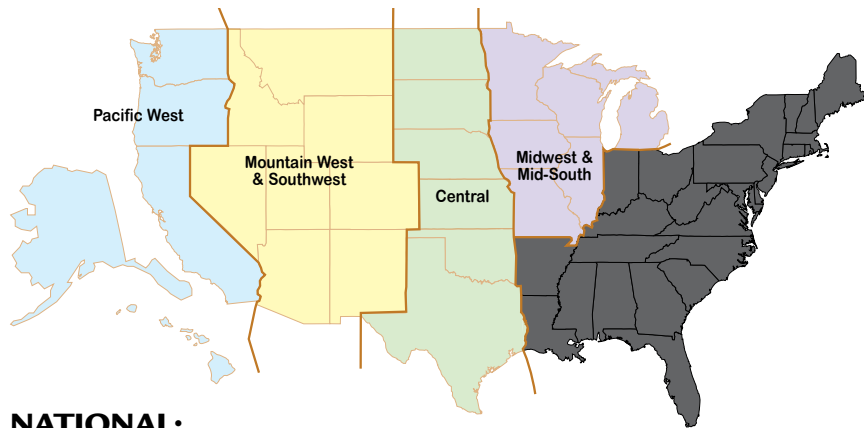 Pacific West
Mountain West
& Southwest
Central
Midwest &
Mid-South
NATIONAL: